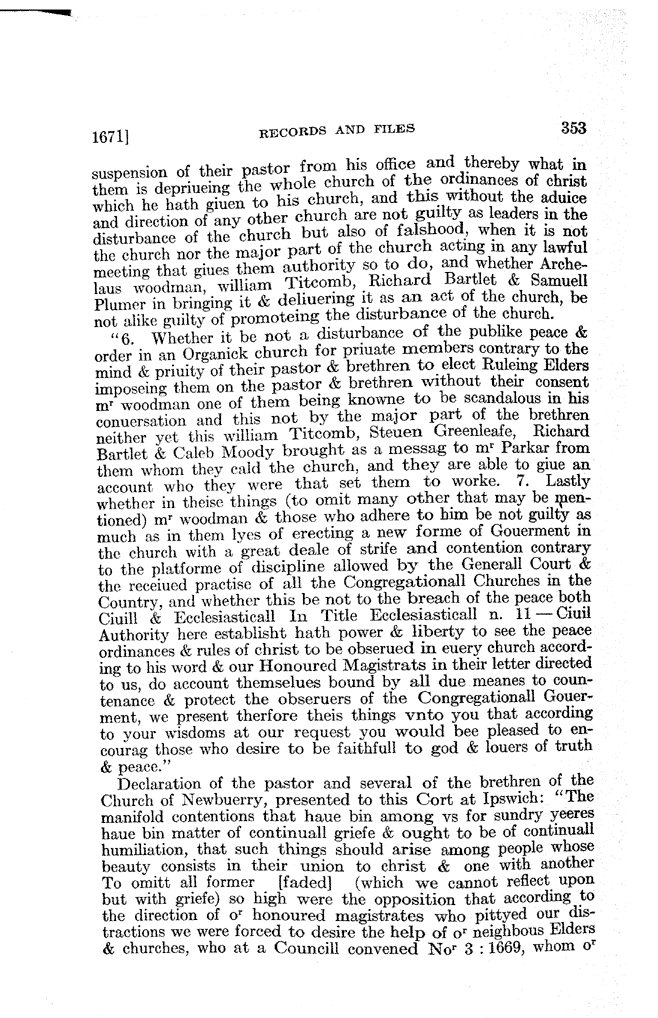 1671] RECORDS AND FILES 353
suspension of their pastor from his office and thereby what in
them is depriueing the whole church of the ordinances of christ
which he hath giuen to his church, and this without the aduice
and direction of any other church are not guilty as leaders in the
disturbance of the church but also of falshood, when it is not
the church nor the major part of the church acting in any lawful
meeting that giues them authority so to do, and whether Arche-
laus woodman, william Titcomb, Richard Bartlet & Samuell
Plumer in bringing it & deliuering it as an act of the church, be
not alike guilty of promoteing the disturbance of the church.
"6. Whether it be not a disturbance of the publike peace &
order in an Organick church for priuate members contrary to the
mind & priuity of their pastor & brethren to elect Ruleing Elders
imposeing them on the pastor & brethren without their consent
mʳ woodman one of them being knowne to be scandalous in his
conuersation and this not by the major part of the brethren
neither yet this william Titcomb, Steuen Greenleafe, Richard
Bartlet & Caleb Moody brought as a messag to mʳ Parkar from
them whom they cald the church, and they are able to giue an
account who they were that set them to worke. 7. Lastly
whether in theise things (to omit many other that may be men-
tioned) mʳ woodman & those who adhere to him be not guilty as
much as in them lyes of erecting a new forme of Gouerment in
the church with a great deale of strife and contention contrary
to the platforme of discipline allowed by the Generall Court &
the receiued practise of all the Congregationall Churches in the
Country, and whether this be not to the breach of the peace both
Ciuill & Ecclesiasticall In Title Ecclesiasticall n. 11 — Ciuil
Authority here establisht hath power & liberty to see the peace
ordinances & rules of christ to be obserued in euery church accord-
ing to his word & our Honoured Magistrats in their letter directed
to us, do account themselues bound by all due meanes to coun-
tenance & protect the obseruers of the Congregationall Gouer-
ment, we present therfore theis things vnto you that according
to your wisdoms at our request you would bee pleased to en-
courag those who desire to be faithfull to god & louers of truth
& peace."
Declaration of the pastor and several of the brethren of the
Church of Newbuerry, presented to this Cort at Ipswich: "The
manifold contentions that haue bin among vs for sundry yeeres
haue bin matter of continuall griefe & ought to be of continuall
humiliation, that such things should arise among people whose
beauty consists in their union to christ & one with another
To omitt all former [faded] (which we cannot reflect upon
but with griefe) so high were the opposition that according to
the direction of oʳ honoured magistrates who pittyed our dis-
tractions we were forced to desire the help of oʳ neighbous Elders
& churches, who at a Councill convened Noʳ 3 : 1669, whom oʳ